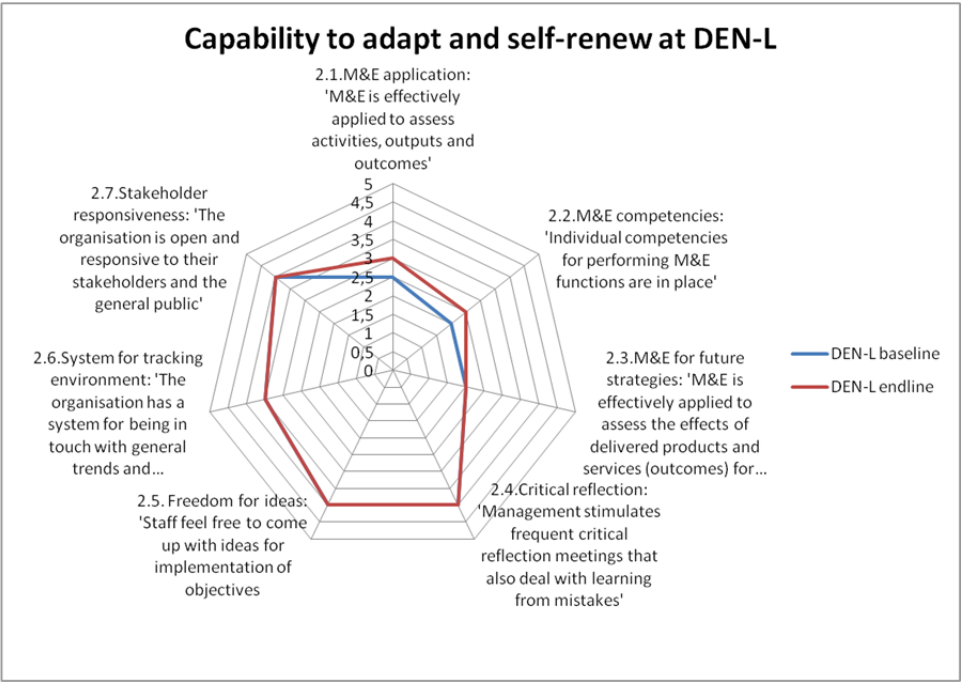 Capability to adapt and self-renew at DEN-L
2.1.M&E application:
'M&E is effectively
applied to assess
activities, outputs and
outcomes'
2.2.M&E competencies:
'Individual competencies
for performing M&E
functions are in place'
2.3.M&E for future
strategies: 'M&E is
effectively applied to
assess the effects of
delivered products and
services (outcomes) for...
2.4.Critical reflection:
'Management stimulates
frequent critical
reflection meetings that
also deal with learning
from mistakes'
2.5. Freedom for ideas:
'Staff feel free to come
up with ideas for
implementation of
objectives
2.6.System for tracking
environment: 'The
organisation has a
system for being in
touch with general
trends and...
2.7.Stakeholder
responsiveness: 'The
organisation is open and
responsive to their
stakeholders and the
general public'
5
4,5
4
3,5
3
2,5
2
1,5
1
0,5
0
DEN-L baseline
DEN-L endline